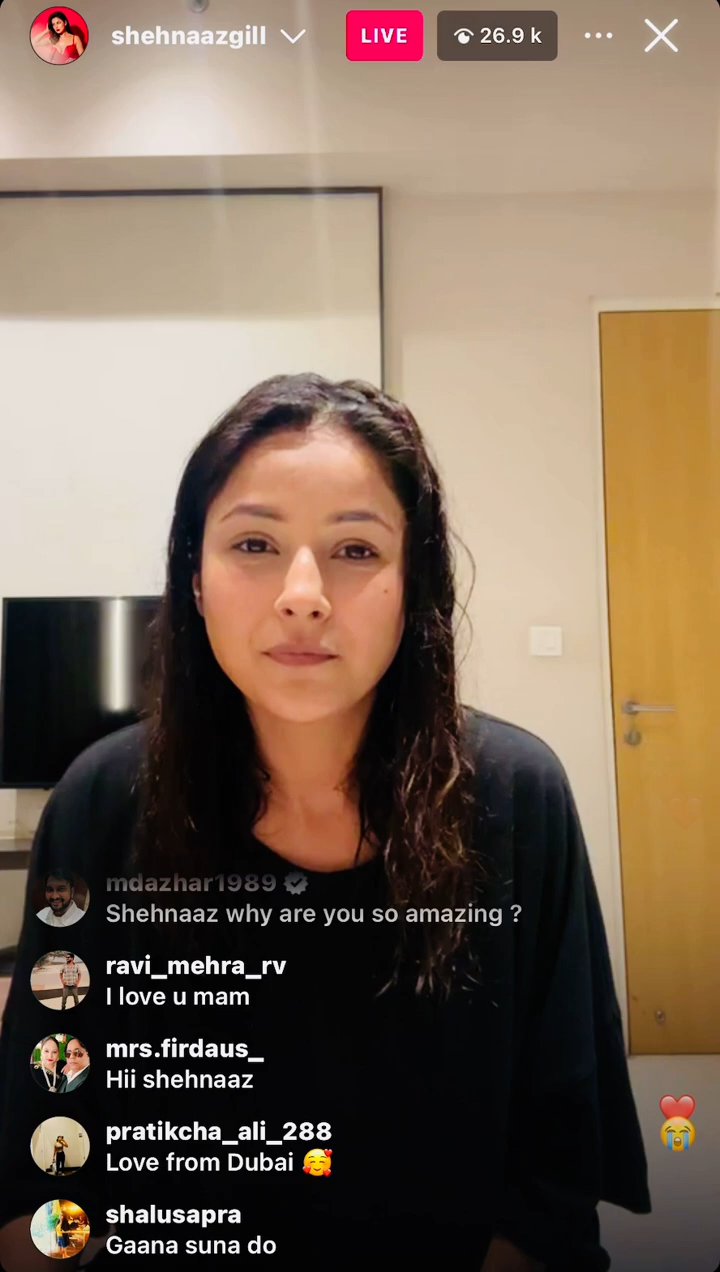 shehnaazgill
LIVE
26.9 k
mdazhar1989
Shehnaaz why are you so amazing ?
ravi_mehra_rv
I love u mam
mrs.firdaus_
Hii shehnaaz
pratikcha_ali_288
Love from Dubai 🥰
shalusapra
Gaana suna do